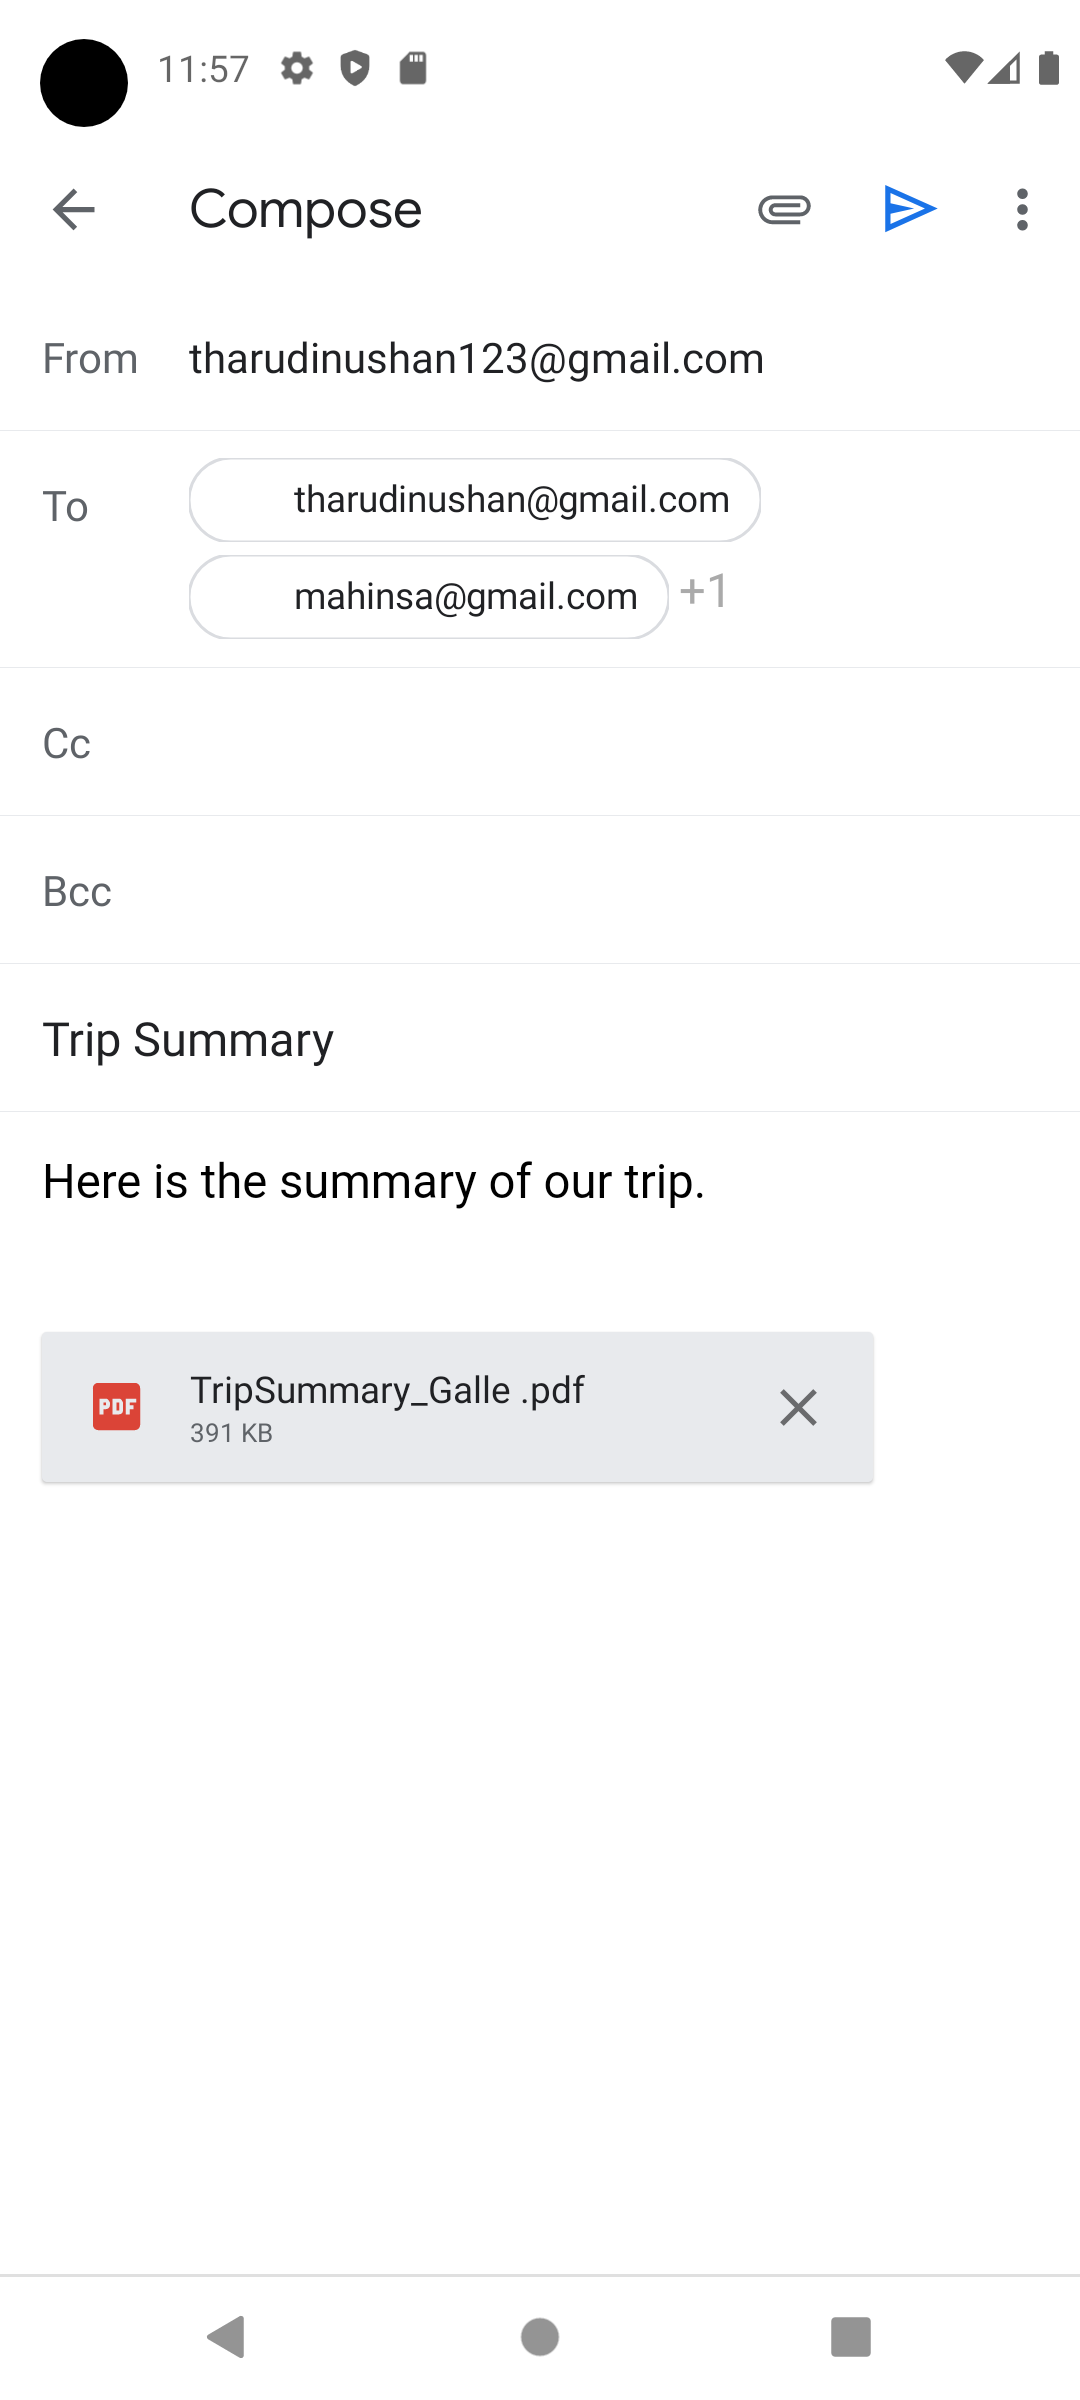 11:57
Compose
From tharudinushan123@gmail.com
To tharudinushan@gmail.com
mahinsa@gmail.com +1
Cc
Bcc
Trip Summary
Here is the summary of our trip.
PDF TripSummary_Galle .pdf
391 KB